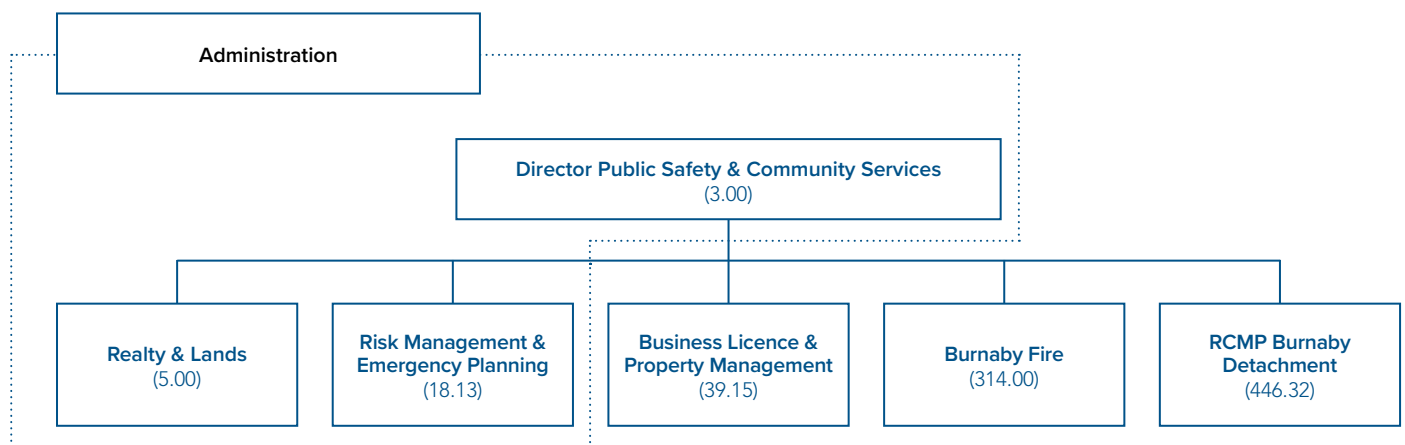 Administration
Director Public Safety & Community Services
(3.00)
Realty & Lands
(5.00)
Risk Management &
Emergency Planning
(18.13)
Business Licence &
Property Management
(39.15)
Burnaby Fire
(314.00)
RCMP Burnaby
Detachment
(446.32)